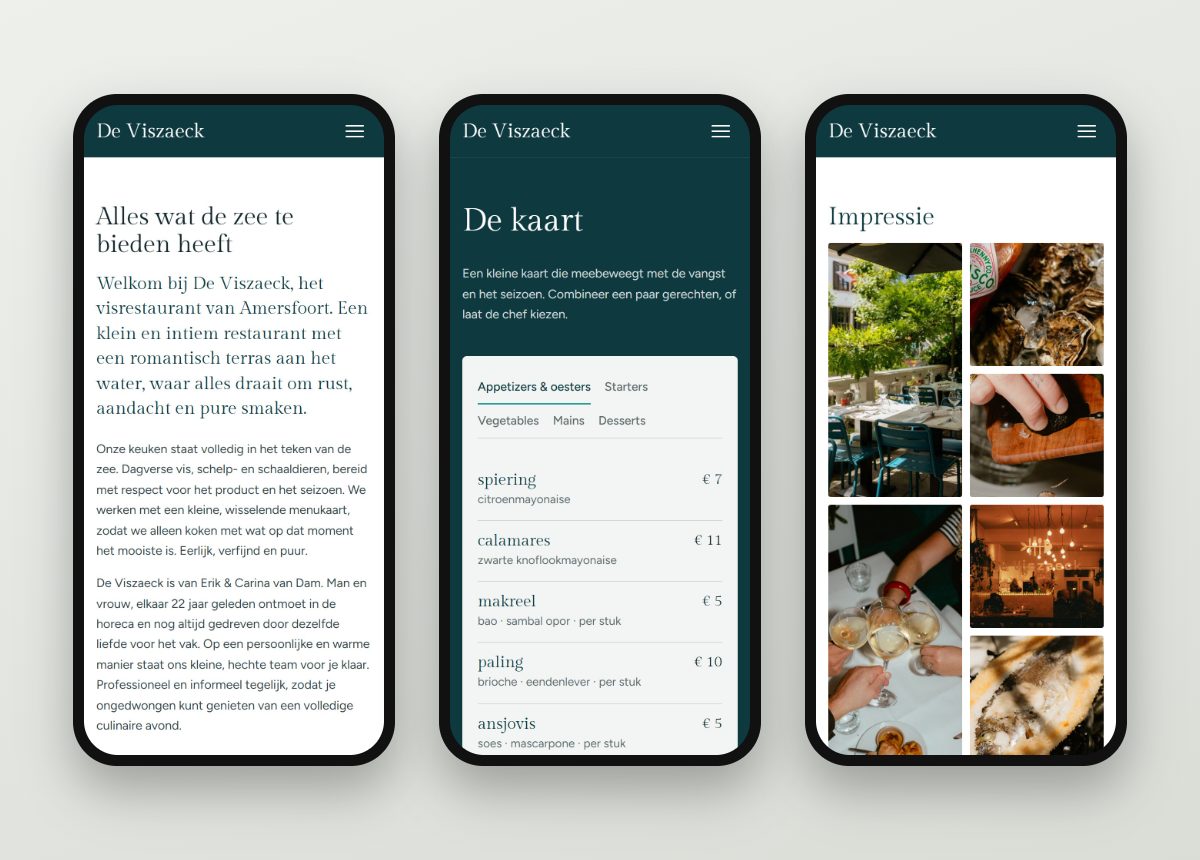 De Viszaeck
Alles wat de zee te
bieden heeft
Welkom bij De Viszaeck, het
visrestaurant van Amersfoort. Een
klein en intiem restaurant met
een romantisch terras aan het
water, waar alles draait om rust,
aandacht en pure smaken.
Onze keuken staat volledig in het teken van de
zee. Dagverse vis, schelp- en schaaldieren, bereid
met respect voor het product en het seizoen. We
werken met een kleine, wisselende menukaart,
zodat we alleen koken met wat op dat moment
het mooiste is. Eerlijk, verfijnd en puur.
De Viszaeck is van Erik & Carina van Dam. Man en
vrouw, elkaar 22 jaar geleden ontmoet in de
horeca en nog altijd gedreven door dezelfde
liefde voor het vak. Op een persoonlijke en warme
manier staat ons kleine, hechte team voor je klaar.
Professioneel en informeel tegelijk, zodat je
ongedwongen kunt genieten van een volledige
culinaire avond.
De Viszaeck
De kaart
Een kleine kaart die meebeweegt met de vangst
en het seizoen. Combineer een paar gerechten, of
laat de chef kiezen.
Appetizers & oesters Starters
Vegetables Mains Desserts
spiering € 7
citroenmayonaise
calamares € 11
zwarte knoflookmayonaise
makreel € 5
bao · sambal opor · per stuk
paling € 10
brioche · eendenlever · per stuk
ansjovis € 5
soes · mascarpone · per stuk
De Viszaeck
Impressie